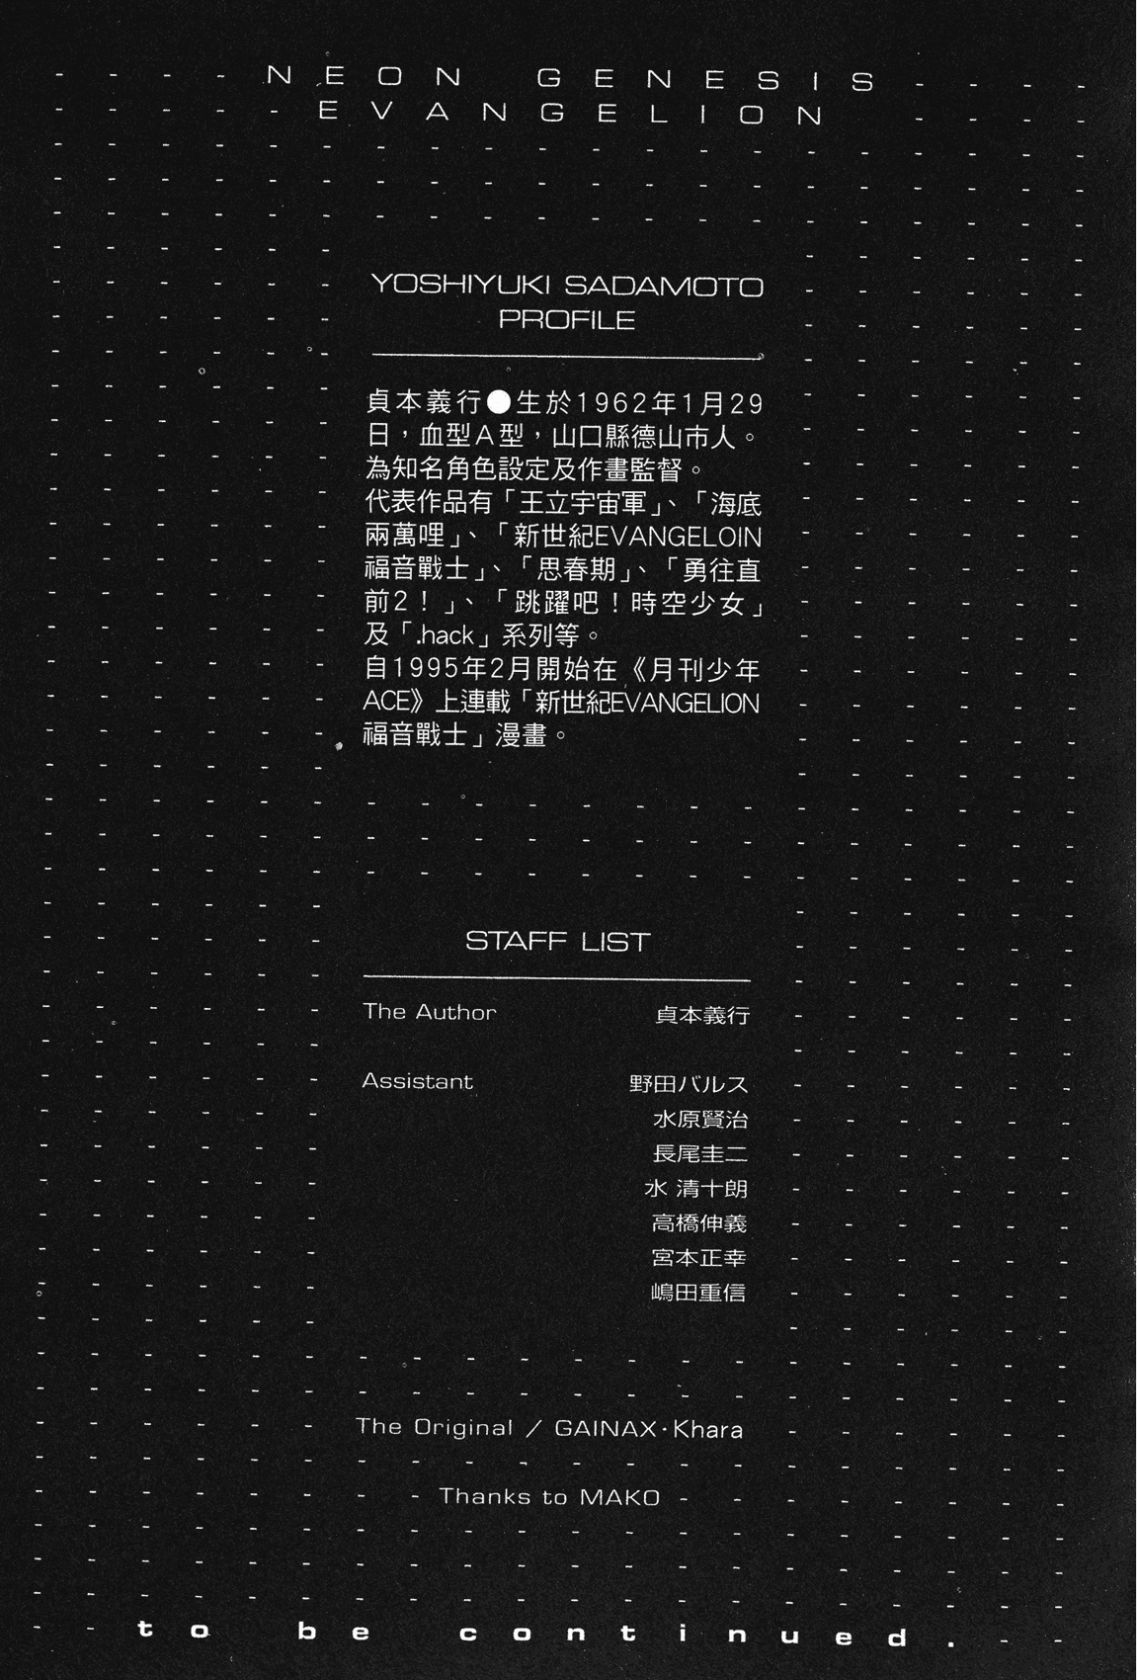 NEON GENESIS
EVANGELION
YOSHIYUKI SADAMOTO
PROFILE
貞本義行●生於1962年1月29
日，血型A型，山口縣德山市人。
為知名角色設定及作畫監督。
代表作品有「王立宇宙軍」、「海底
兩萬哩」、「新世紀EVANGELOIN
福音戰士」、「思春期」、「勇往直
前2！」、「跳躍吧！時空少女」
及「.hack」系列等。
自1995年2月開始在《月刊少年
ACE》上連載「新世紀EVANGELION
福音戰士」漫畫。
STAFF LIST
The Author 貞本義行
Assistant 野田バルス
水原賢治
長尾圭二
水 清十朗
高橋伸義
宮本正幸
嶋田重信
The Original / GAINAX·Khara
Thanks to MAKO
to be continued.